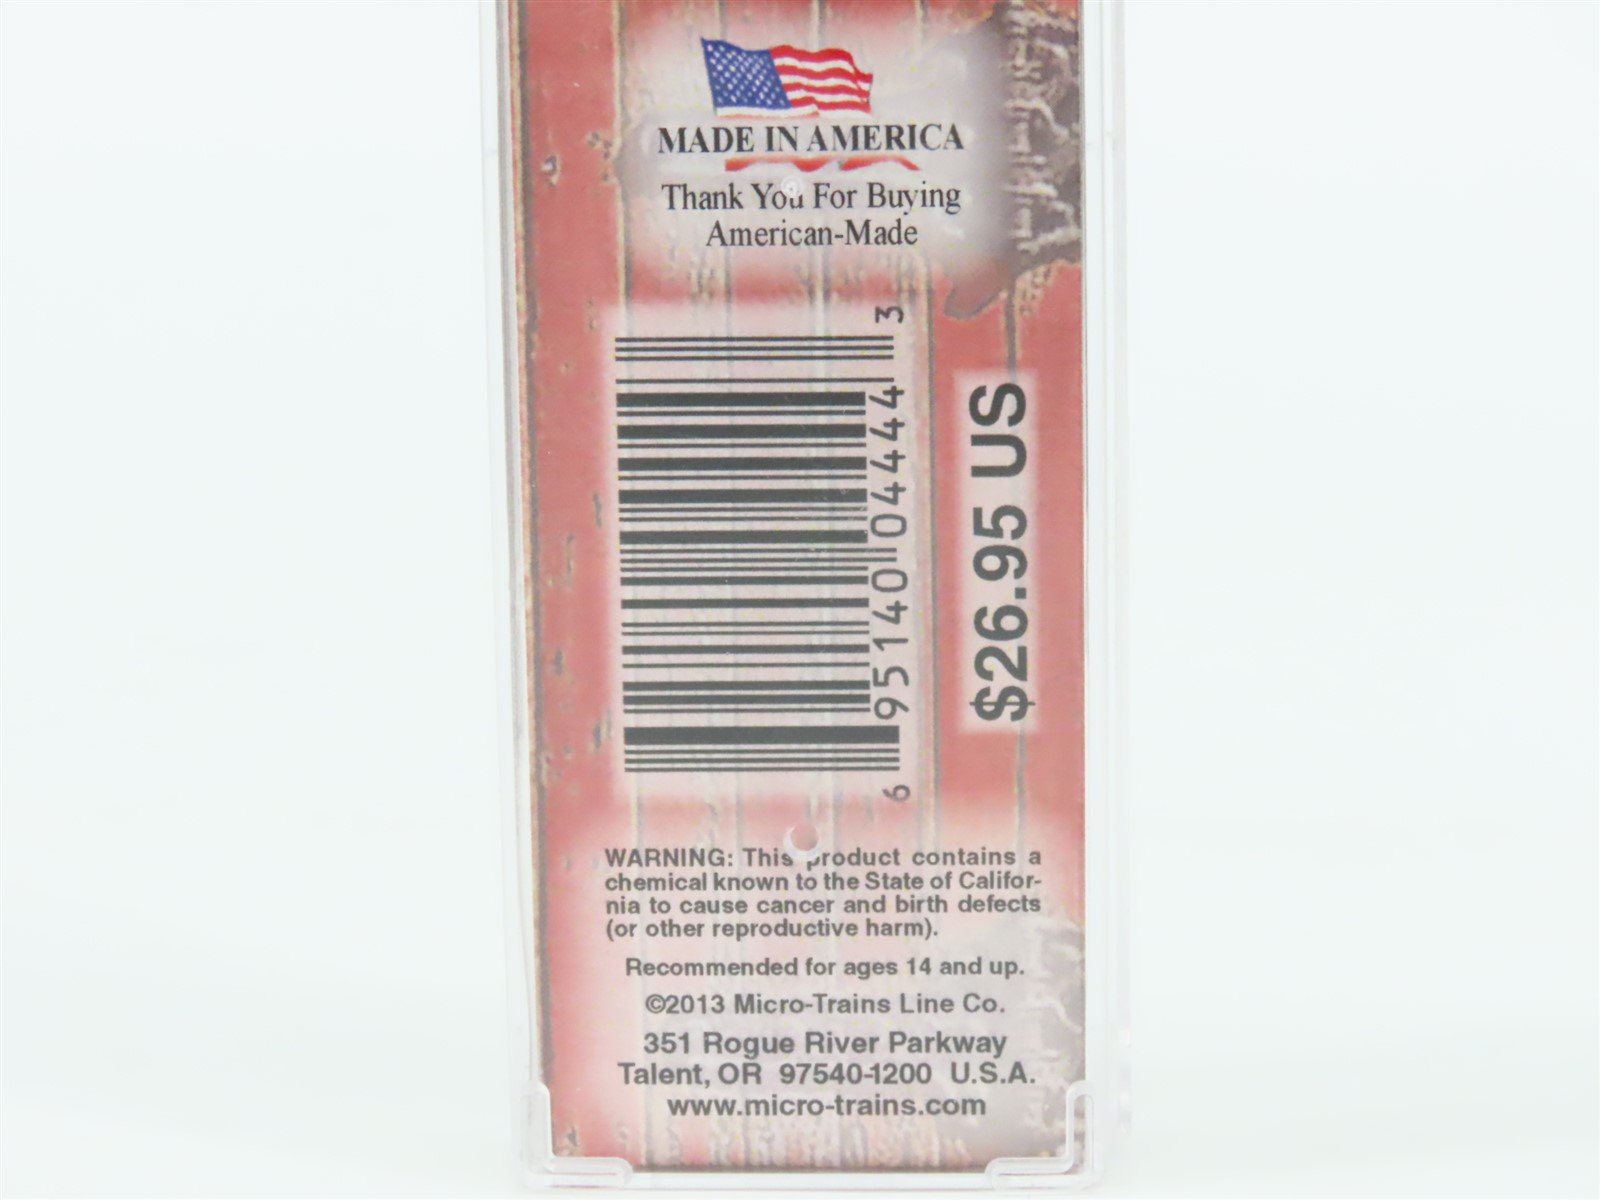 MADE IN AMERICA
Thank You For Buying
American-Made
6 95140 04444 3
$26.95 US
WARNING: This product contains a
chemical known to the State of Califor-
nia to cause cancer and birth defects
(or other reproductive harm).
Recommended for ages 14 and up.
©2013 Micro-Trains Line Co.
351 Rogue River Parkway
Talent, OR 97540-1200 U.S.A.
www.micro-trains.com